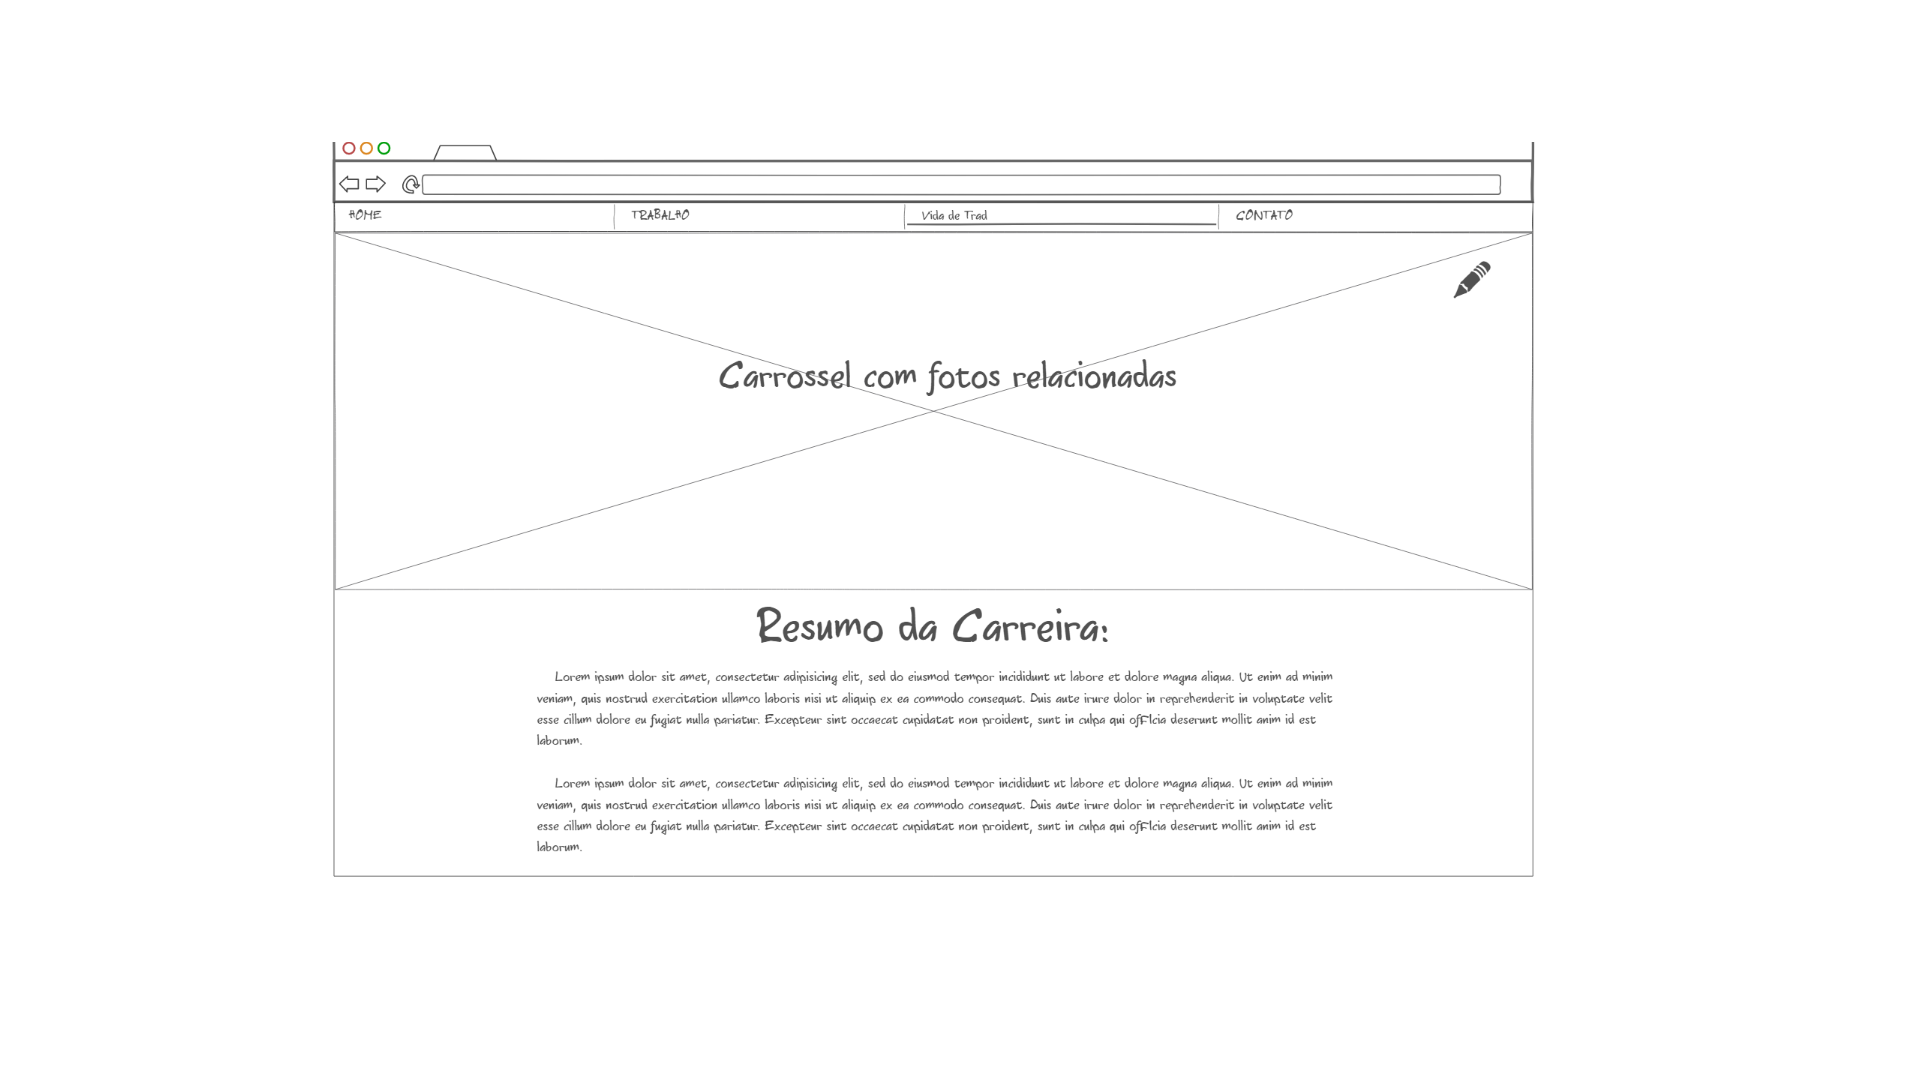 HOME
TRABALHO
Vida de Trad
CONTATO
Carrossel com fotos relacionadas
Resumo da Carreira:
Lorem ipsum dolor sit amet, consectetur adipisicing elit, sed do eiusmod tempor incididunt ut labore et dolore magna aliqua. Ut enim ad minim
veniam, quis nostrud exercitation ullamco laboris nisi ut aliquip ex ea commodo consequat. Duis aute irure dolor in reprehenderit in voluptate velit
esse cillum dolore eu fugiat nulla pariatur. Excepteur sint occaecat cupidatat non proident, sunt in culpa qui officia deserunt mollit anim id est
laborum.
Lorem ipsum dolor sit amet, consectetur adipisicing elit, sed do eiusmod tempor incididunt ut labore et dolore magna aliqua. Ut enim ad minim
veniam, quis nostrud exercitation ullamco laboris nisi ut aliquip ex ea commodo consequat. Duis aute irure dolor in reprehenderit in voluptate velit
esse cillum dolore eu fugiat nulla pariatur. Excepteur sint occaecat cupidatat non proident, sunt in culpa qui officia deserunt mollit anim id est
laborum.